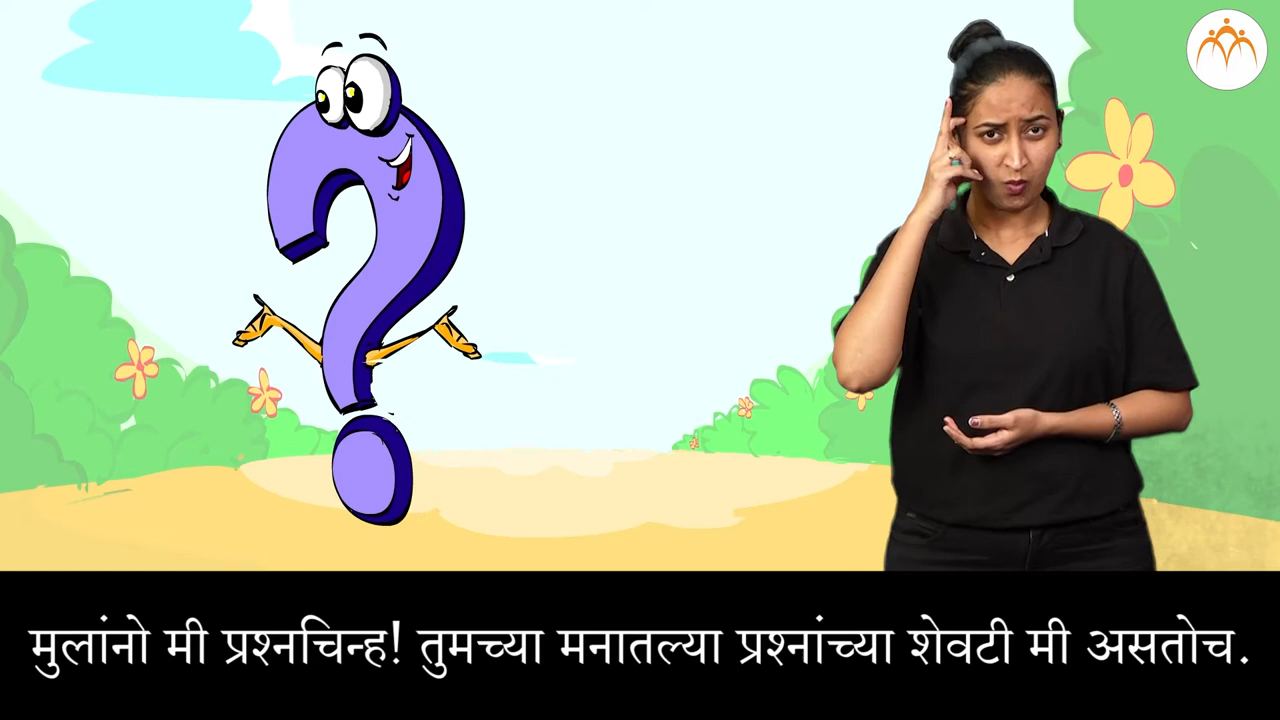 मुलांनो मी प्रश्नचिन्ह! तुमच्या मनातल्या प्रश्नांच्या शेवटी मी असतोच.